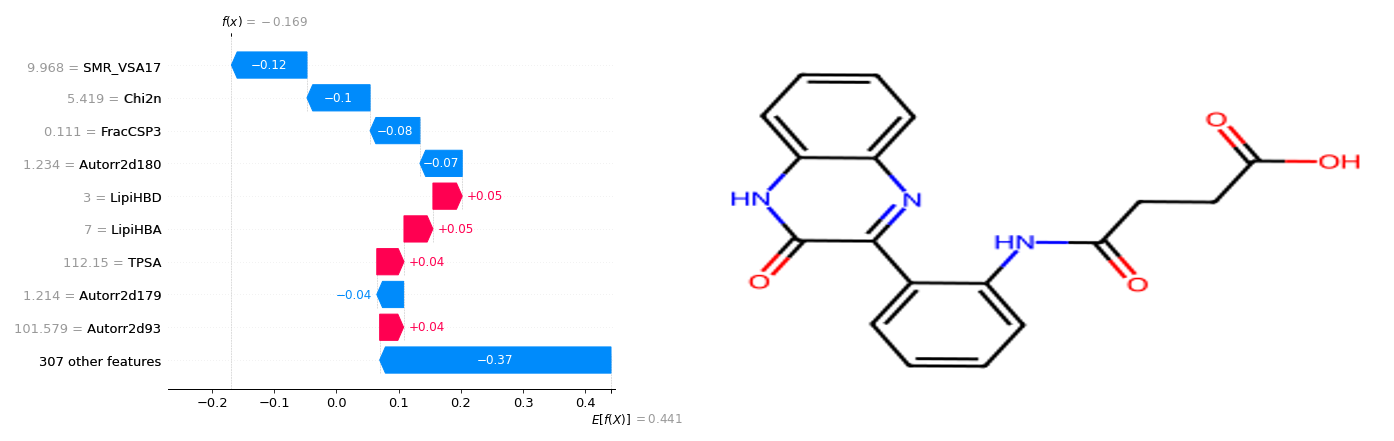 f(x) = −0.169
9.968 = SMR_VSA17
−0.12
5.419 = Chi2n
−0.1
0.111 = FracCSP3
−0.08
1.234 = Autorr2d180
−0.07
3 = LipiHBD
+0.05
7 = LipiHBA
+0.05
112.15 = TPSA
+0.04
1.214 = Autorr2d179
−0.04
101.579 = Autorr2d93
+0.04
307 other features
−0.37
−0.2 −0.1 0.0 0.1 0.2 0.3 0.4
E[f(X)] = 0.441
O
OH
HN
N
HN
O
O